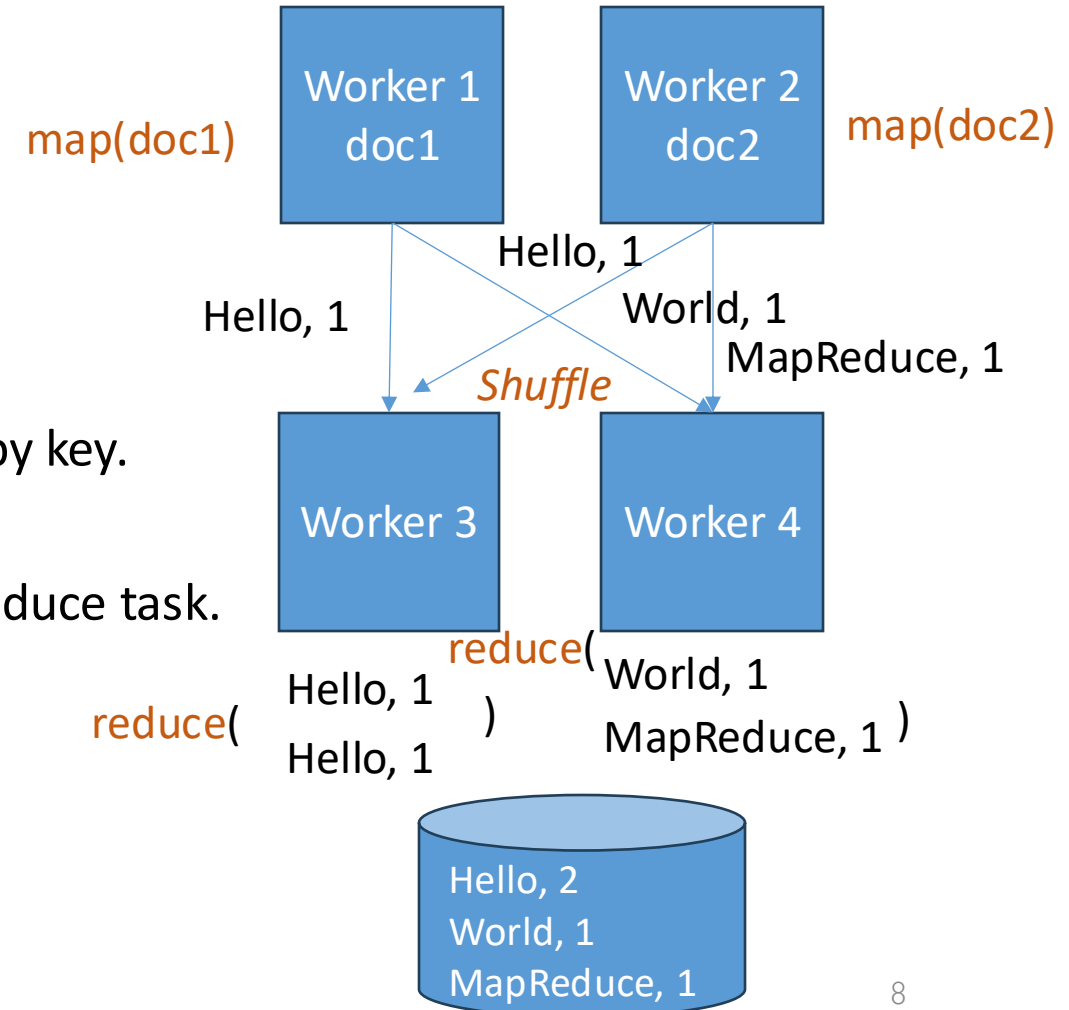 Worker 1
doc1
Worker 2
doc2
map(doc1)
map(doc2)
Hello, 1
Hello, 1
World, 1
MapReduce, 1
Shuffle
by key.
Worker 3
Worker 4
duce task.
reduce(
Hello, 1
Hello, 1
)
reduce(
World, 1
MapReduce, 1
)
Hello, 2
World, 1
MapReduce, 1
8